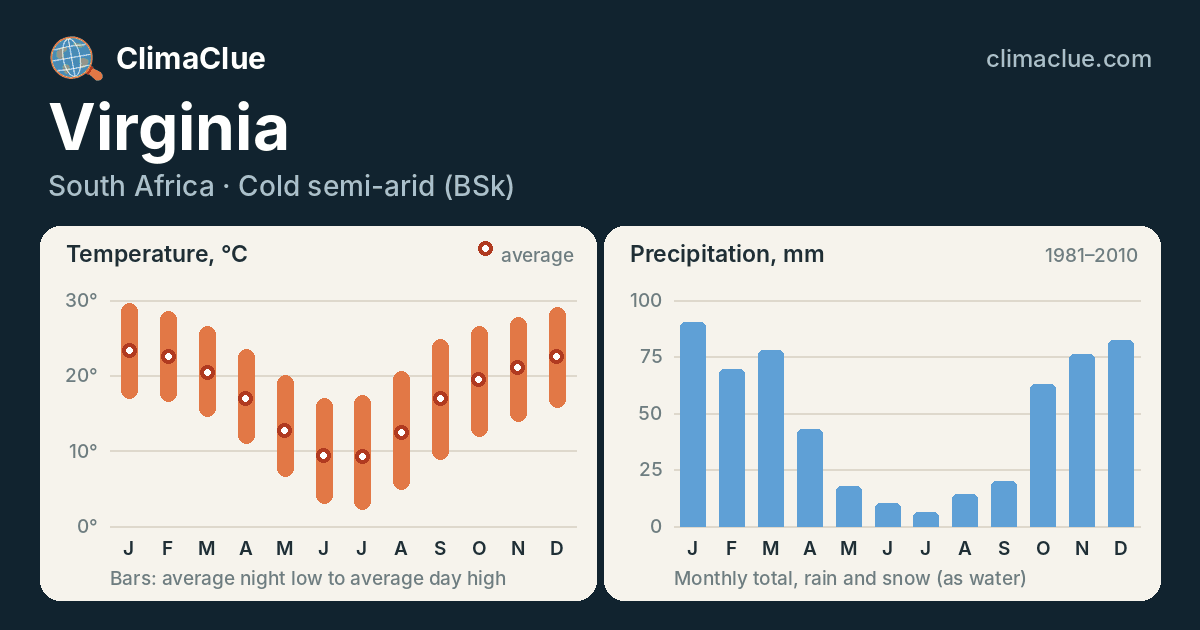 ClimaClue
climaclue.com
Virginia
South Africa · Cold semi-arid (BSk)
Temperature, °C
average
30°
20°
10°
0°
J F M A M J J A S O N D
Bars: average night low to average day high
Precipitation, mm
1981–2010
100
75
50
25
0
J F M A M J J A S O N D
Monthly total, rain and snow (as water)